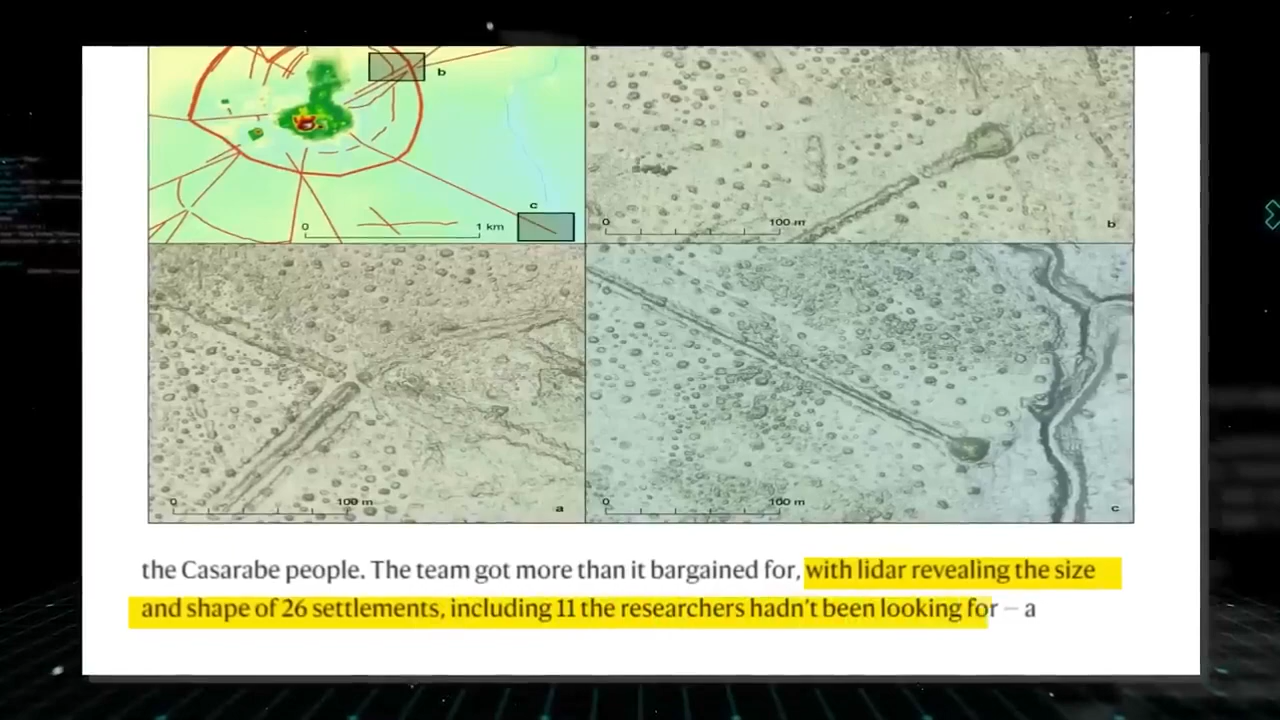 b
c
0 1 km
0 100 m b
0 100 m a
0 100 m c
the Casarabe people. The team got more than it bargained for, with lidar revealing the size
and shape of 26 settlements, including 11 the researchers hadn't been looking for — a